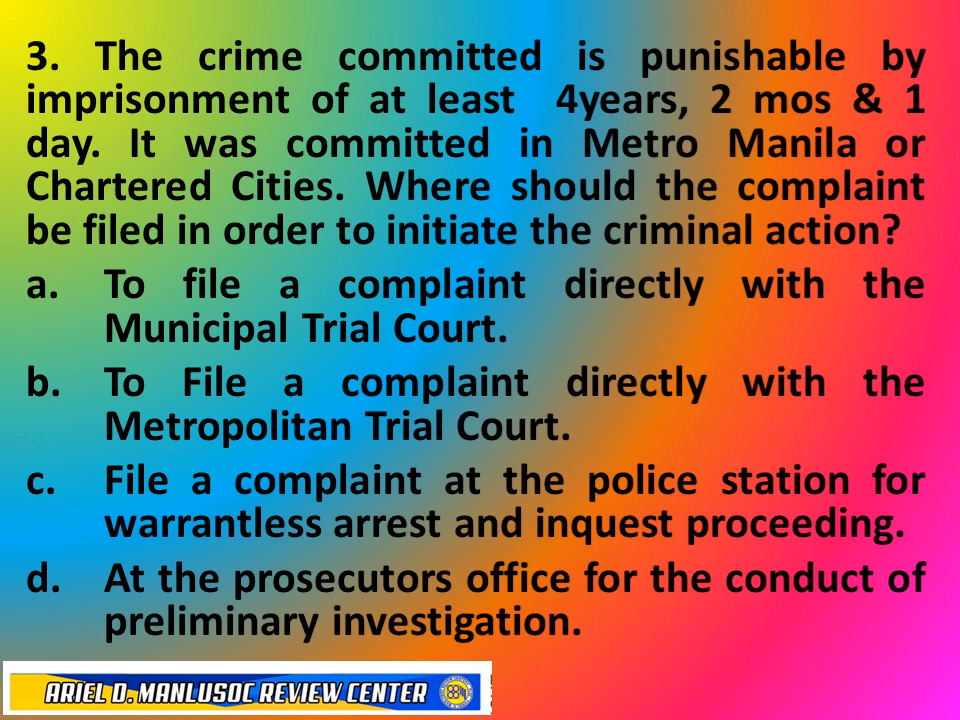 3. The crime committed is punishable by
imprisonment of at least 4years, 2 mos & 1
day. It was committed in Metro Manila or
Chartered Cities. Where should the complaint
be filed in order to initiate the criminal action?
a. To file a complaint directly with the
Municipal Trial Court.
b. To File a complaint directly with the
Metropolitan Trial Court.
c. File a complaint at the police station for
warrantless arrest and inquest proceeding.
d. At the prosecutors office for the conduct of
preliminary investigation.
ARIEL D. MANLUSOC REVIEW CENTER